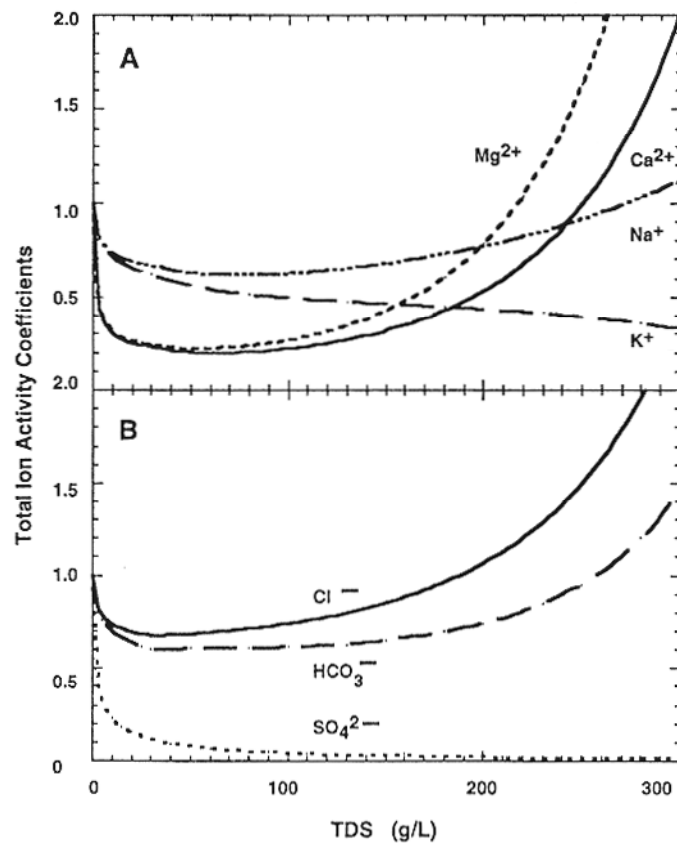 2.0
A
1.5
Mg2+
Ca2+
1.0
Na+
0.5
K+
2.0
B
1.5
1.0
Cl −
HCO3−
0.5
SO42−
0
0 100 200 300
TDS (g/L)
Total Ion Activity Coefficients